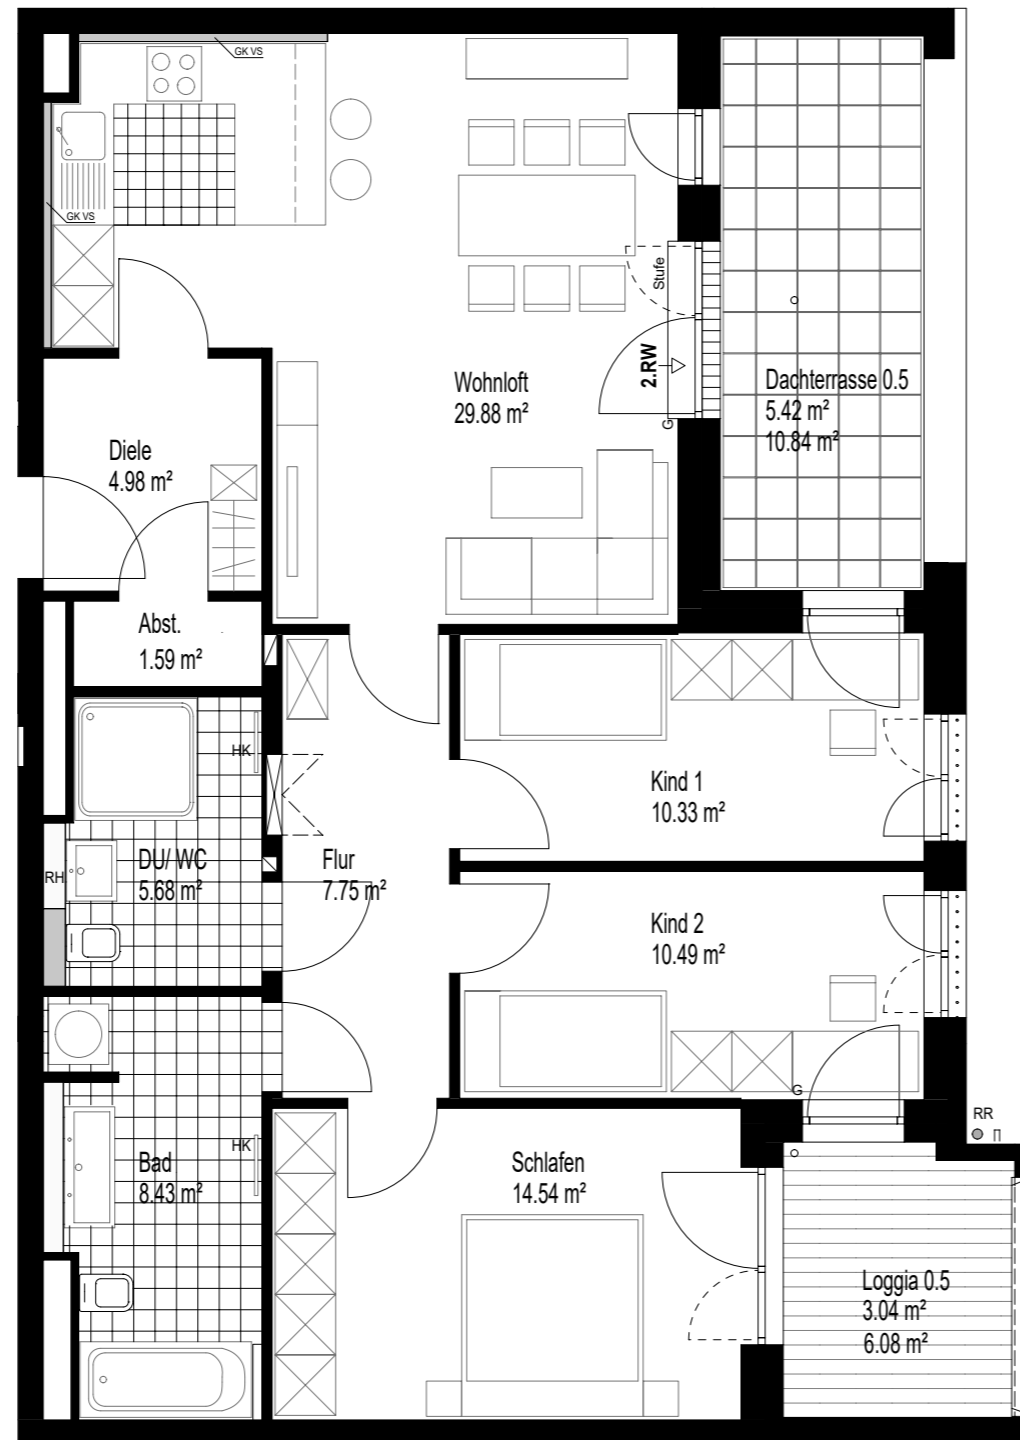 GK VS
GK VS
Stufe
2.RW
G
Wohnloft
29.88 m²
Dachterrasse 0.5
5.42 m²
10.84 m²
Diele
4.98 m²
Abst.
1.59 m²
HK
Kind 1
10.33 m²
DU/ WC
5.68 m²
RH
Flur
7.75 m²
Kind 2
10.49 m²
G
RR
HK
Bad
8.43 m²
Schlafen
14.54 m²
Loggia 0.5
3.04 m²
6.08 m²